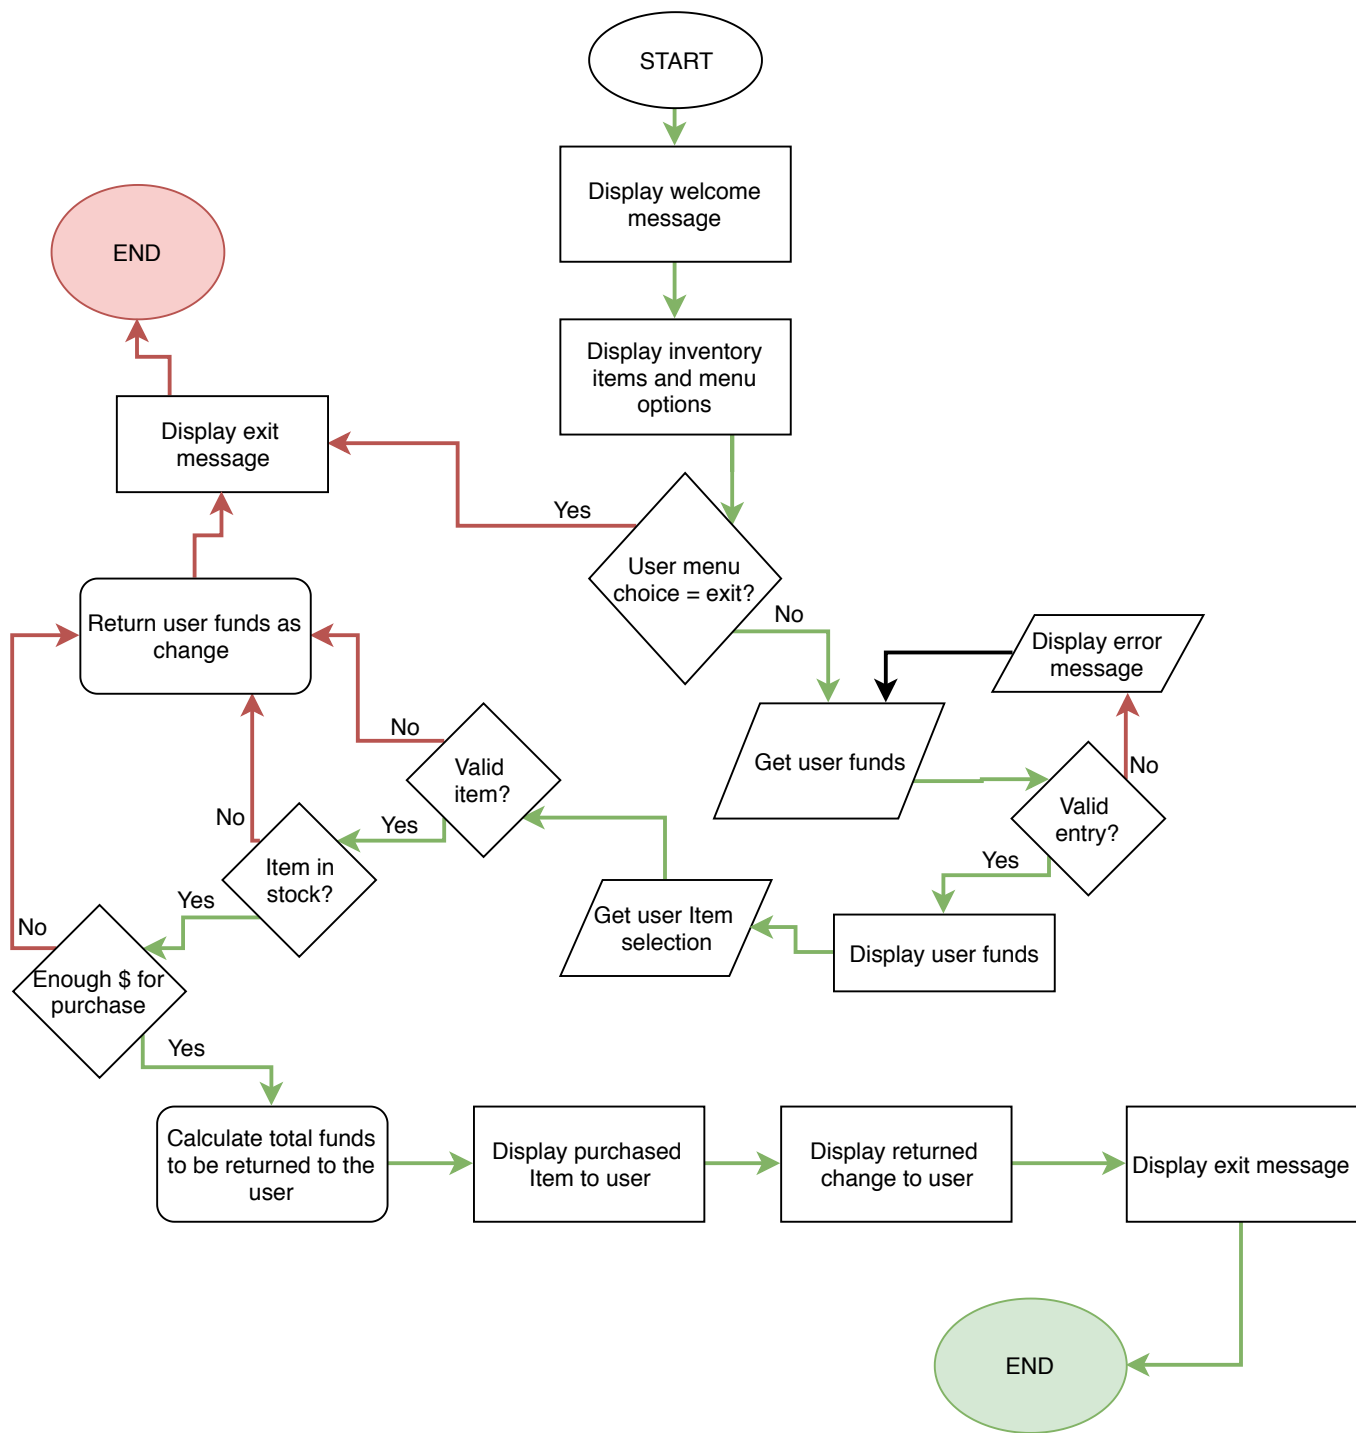 START
Display welcome
message
END
Display inventory
items and menu
options
Display exit
message
Yes
User menu
choice = exit?
No
Return user funds as
change
Display error
message
No
Valid
item?
Get user funds
No
Valid
entry?
No
Yes
Item in
stock?
Yes
Yes
Get user Item
selection
Display user funds
No
Enough $ for
purchase
Yes
Calculate total funds
to be returned to the
user
Display purchased
Item to user
Display returned
change to user
Display exit message
END